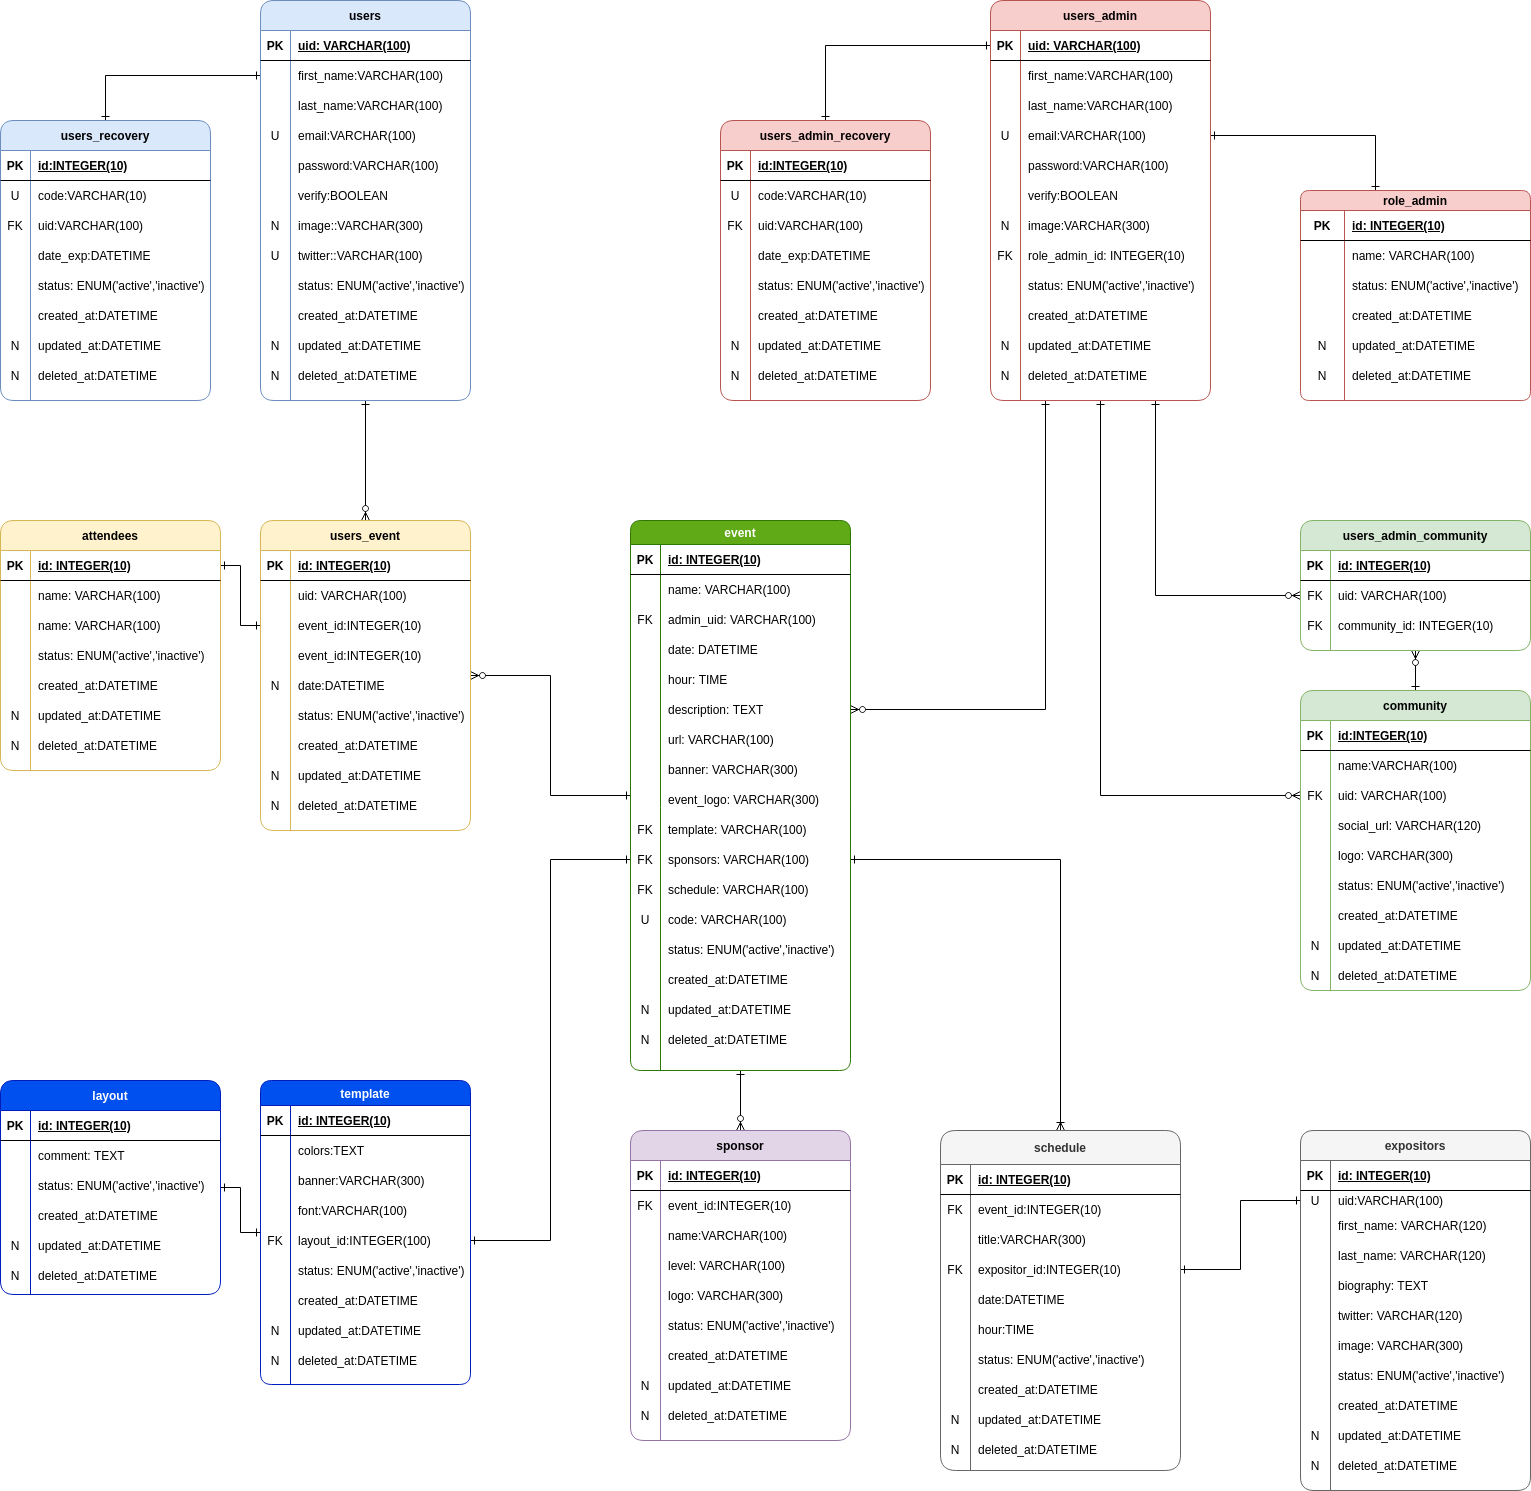 users
PK uid: VARCHAR(100)
first_name:VARCHAR(100)
last_name:VARCHAR(100)
U email:VARCHAR(100)
password:VARCHAR(100)
verify:BOOLEAN
N image::VARCHAR(300)
U twitter::VARCHAR(100)
status: ENUM('active','inactive')
created_at:DATETIME
N updated_at:DATETIME
N deleted_at:DATETIME
users_admin
PK uid: VARCHAR(100)
first_name:VARCHAR(100)
last_name:VARCHAR(100)
U email:VARCHAR(100)
password:VARCHAR(100)
verify:BOOLEAN
N image:VARCHAR(300)
FK role_admin_id: INTEGER(10)
status: ENUM('active','inactive')
created_at:DATETIME
N updated_at:DATETIME
N deleted_at:DATETIME
users_recovery
PK id:INTEGER(10)
U code:VARCHAR(10)
FK uid:VARCHAR(100)
date_exp:DATETIME
status: ENUM('active','inactive')
created_at:DATETIME
N updated_at:DATETIME
N deleted_at:DATETIME
users_admin_recovery
PK id:INTEGER(10)
U code:VARCHAR(10)
FK uid:VARCHAR(100)
date_exp:DATETIME
status: ENUM('active','inactive')
created_at:DATETIME
N updated_at:DATETIME
N deleted_at:DATETIME
role_admin
PK id: INTEGER(10)
name: VARCHAR(100)
status: ENUM('active','inactive')
created_at:DATETIME
N updated_at:DATETIME
N deleted_at:DATETIME
attendees
PK id: INTEGER(10)
name: VARCHAR(100)
name: VARCHAR(100)
status: ENUM('active','inactive')
created_at:DATETIME
N updated_at:DATETIME
N deleted_at:DATETIME
users_event
PK id: INTEGER(10)
uid: VARCHAR(100)
event_id:INTEGER(10)
event_id:INTEGER(10)
N date:DATETIME
status: ENUM('active','inactive')
created_at:DATETIME
N updated_at:DATETIME
N deleted_at:DATETIME
event
PK id: INTEGER(10)
name: VARCHAR(100)
FK admin_uid: VARCHAR(100)
date: DATETIME
hour: TIME
description: TEXT
url: VARCHAR(100)
banner: VARCHAR(300)
event_logo: VARCHAR(300)
FK template: VARCHAR(100)
FK sponsors: VARCHAR(100)
FK schedule: VARCHAR(100)
U code: VARCHAR(100)
status: ENUM('active','inactive')
created_at:DATETIME
N updated_at:DATETIME
N deleted_at:DATETIME
users_admin_community
PK id: INTEGER(10)
FK uid: VARCHAR(100)
FK community_id: INTEGER(10)
community
PK id:INTEGER(10)
name:VARCHAR(100)
FK uid: VARCHAR(100)
social_url: VARCHAR(120)
logo: VARCHAR(300)
status: ENUM('active','inactive')
created_at:DATETIME
N updated_at:DATETIME
N deleted_at:DATETIME
layout
PK id: INTEGER(10)
comment: TEXT
status: ENUM('active','inactive')
created_at:DATETIME
N updated_at:DATETIME
N deleted_at:DATETIME
template
PK id: INTEGER(10)
colors:TEXT
banner:VARCHAR(300)
font:VARCHAR(100)
FK layout_id:INTEGER(100)
status: ENUM('active','inactive')
created_at:DATETIME
N updated_at:DATETIME
N deleted_at:DATETIME
sponsor
PK id: INTEGER(10)
FK event_id:INTEGER(10)
name:VARCHAR(100)
level: VARCHAR(100)
logo: VARCHAR(300)
status: ENUM('active','inactive')
created_at:DATETIME
N updated_at:DATETIME
N deleted_at:DATETIME
schedule
PK id: INTEGER(10)
FK event_id:INTEGER(10)
title:VARCHAR(300)
FK expositor_id:INTEGER(10)
date:DATETIME
hour:TIME
status: ENUM('active','inactive')
created_at:DATETIME
N updated_at:DATETIME
N deleted_at:DATETIME
expositors
PK id: INTEGER(10)
U uid:VARCHAR(100)
first_name: VARCHAR(120)
last_name: VARCHAR(120)
biography: TEXT
twitter: VARCHAR(120)
image: VARCHAR(300)
status: ENUM('active','inactive')
created_at:DATETIME
N updated_at:DATETIME
N deleted_at:DATETIME